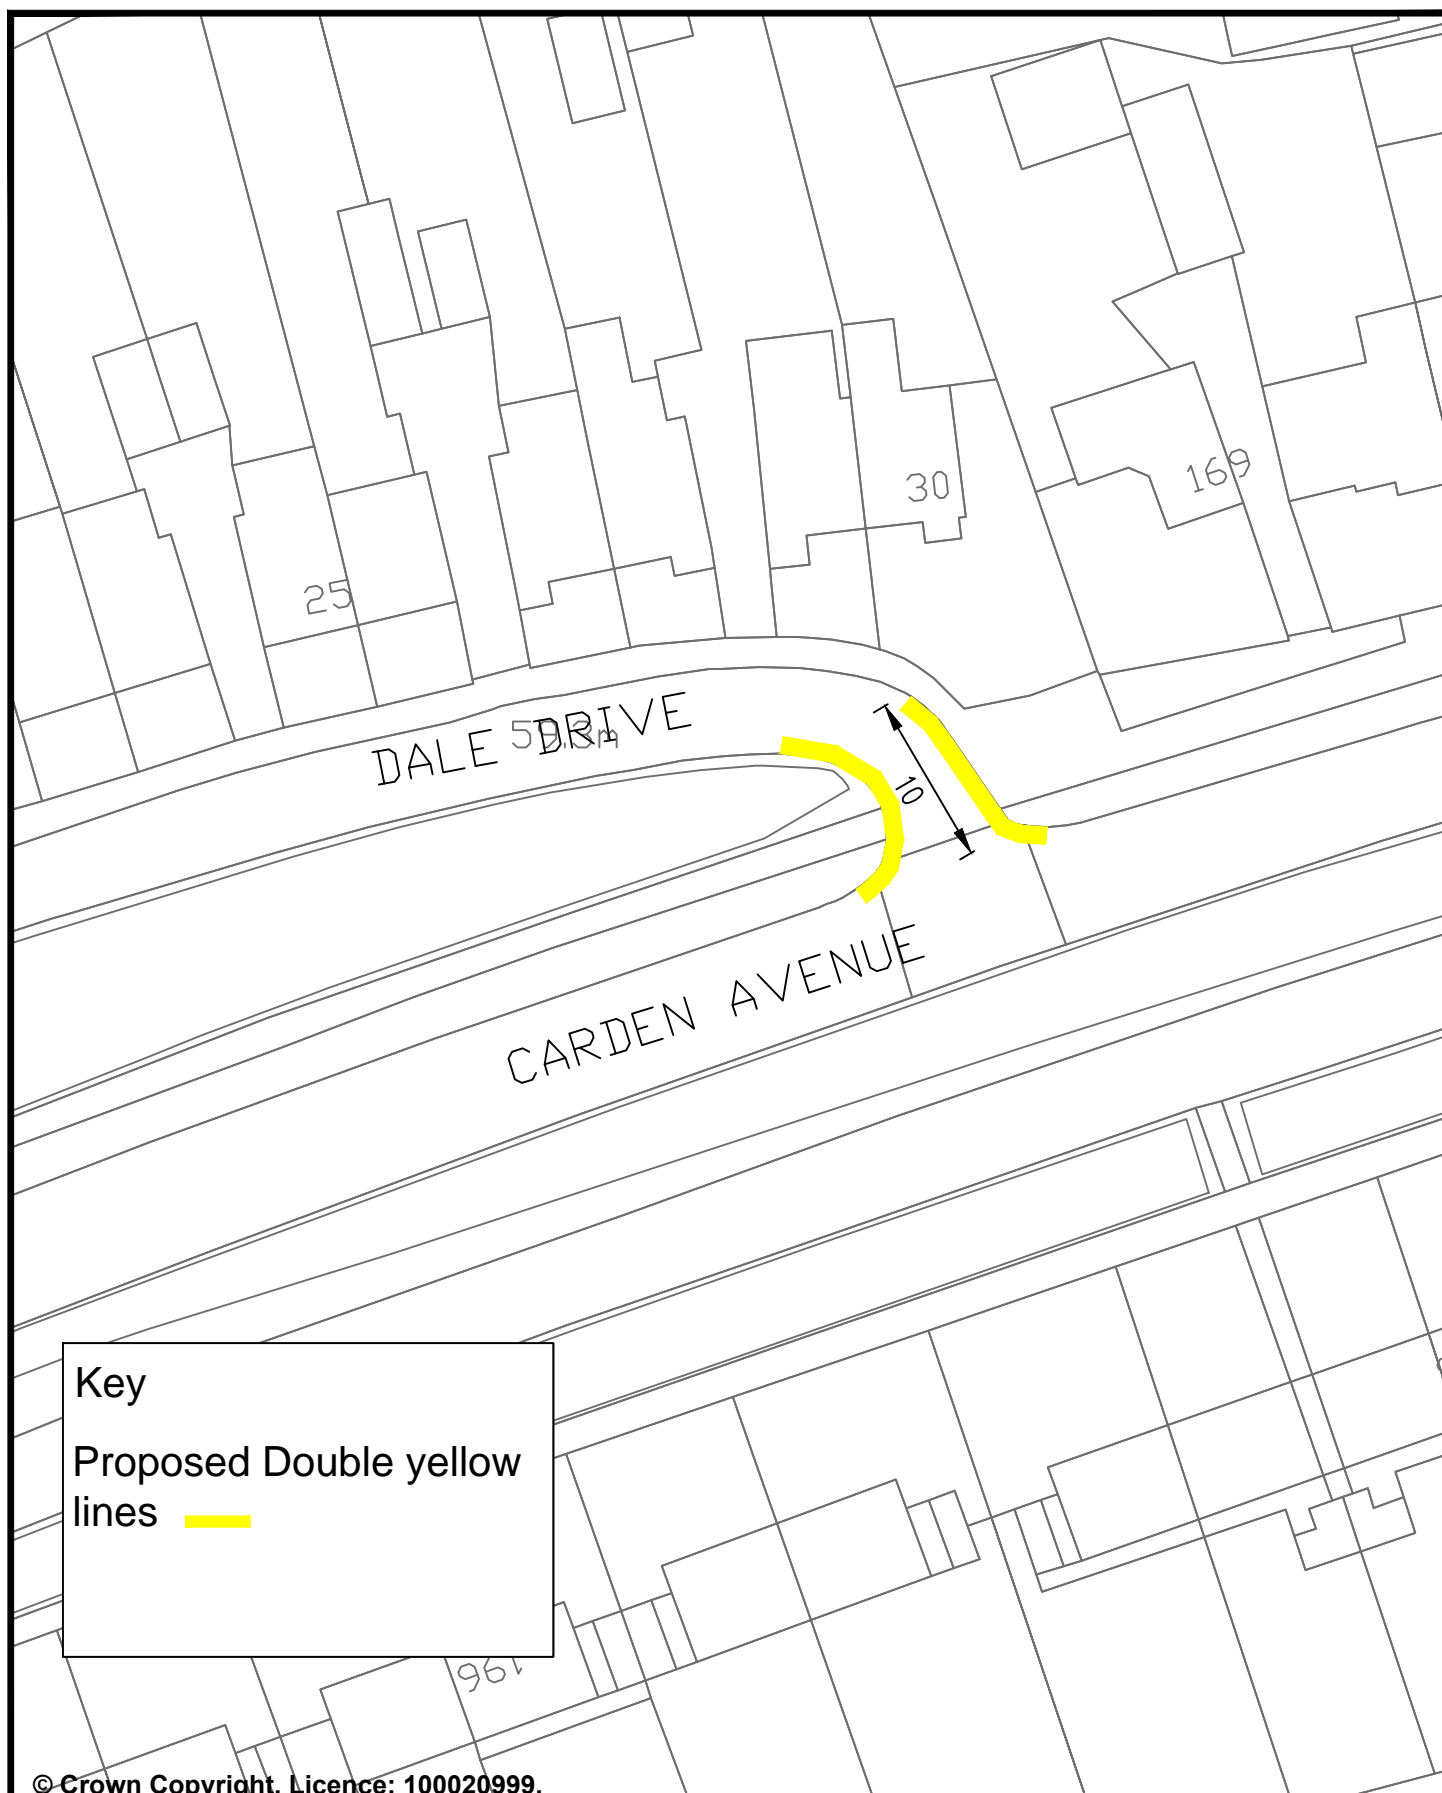 30
169
25
59.3m
DALE DRIVE
10
CARDEN AVENUE
Key
Proposed Double yellow
lines
196
© Crown Copyright. Licence: 100020999.